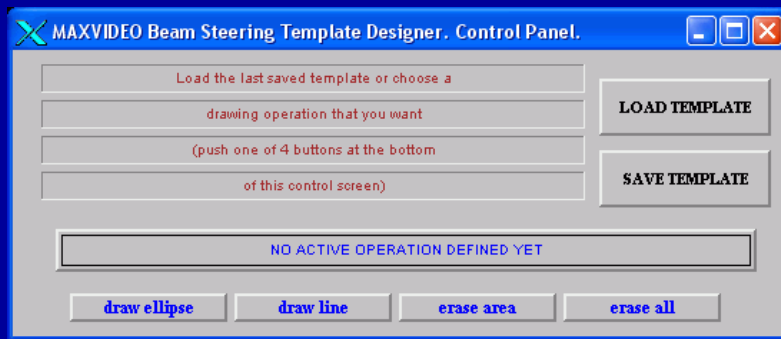 MAXVIDEO Beam Steering Template Designer. Control Panel.
Load the last saved template or choose a
drawing operation that you want
(push one of 4 buttons at the bottom
of this control screen)
LOAD TEMPLATE
SAVE TEMPLATE
NO ACTIVE OPERATION DEFINED YET
draw ellipse
draw line
erase area
erase all